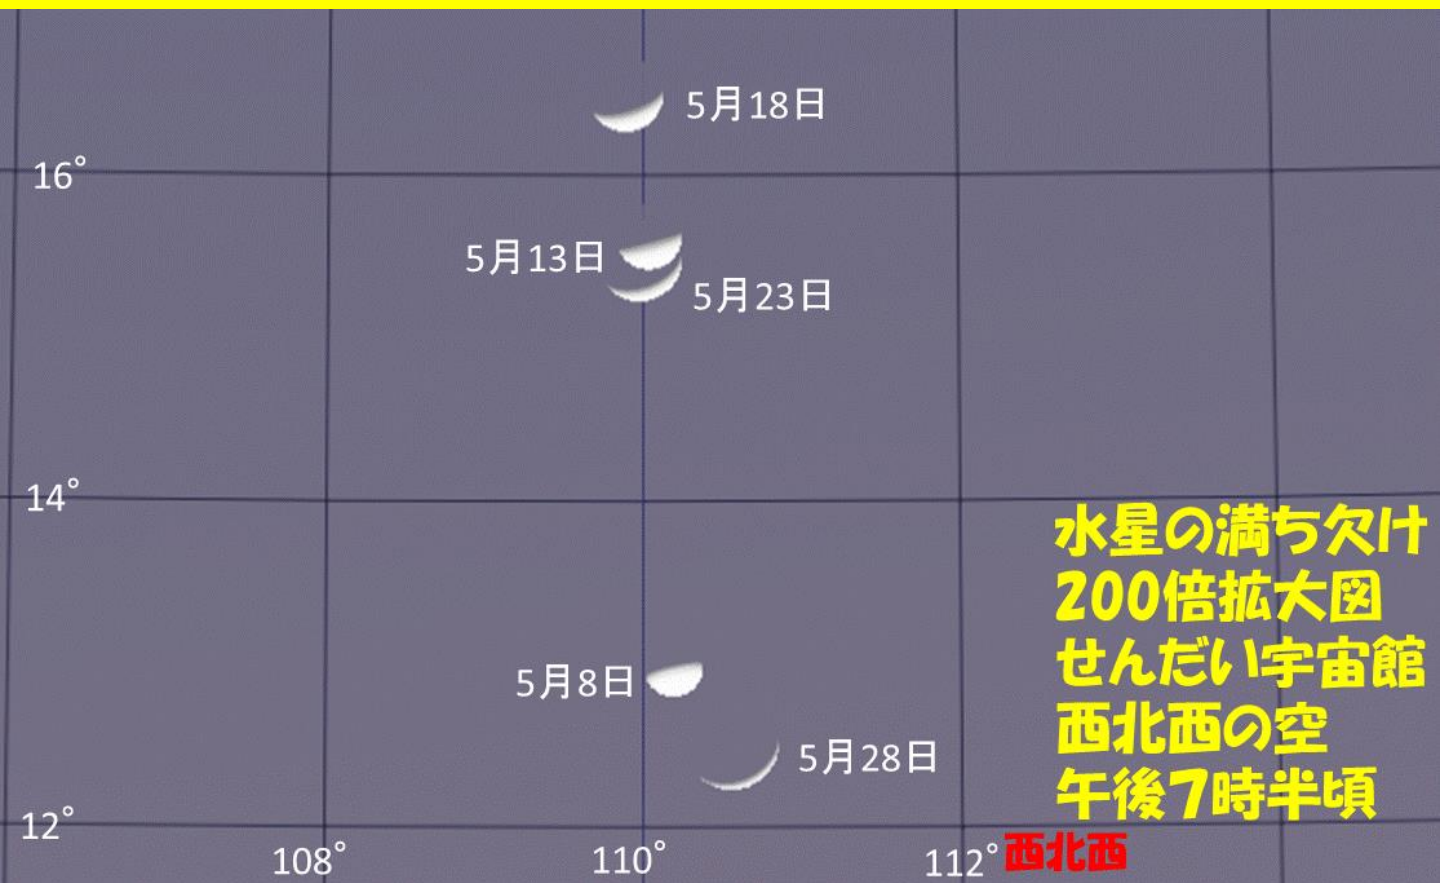 5月18日
16°
5月13日
5月23日
14°
水星の満ち欠け
200倍拡大図
せんだい宇宙館
西北西の空
午後7時半頃
5月8日
5月28日
12°
108°
110°
112°
西北西